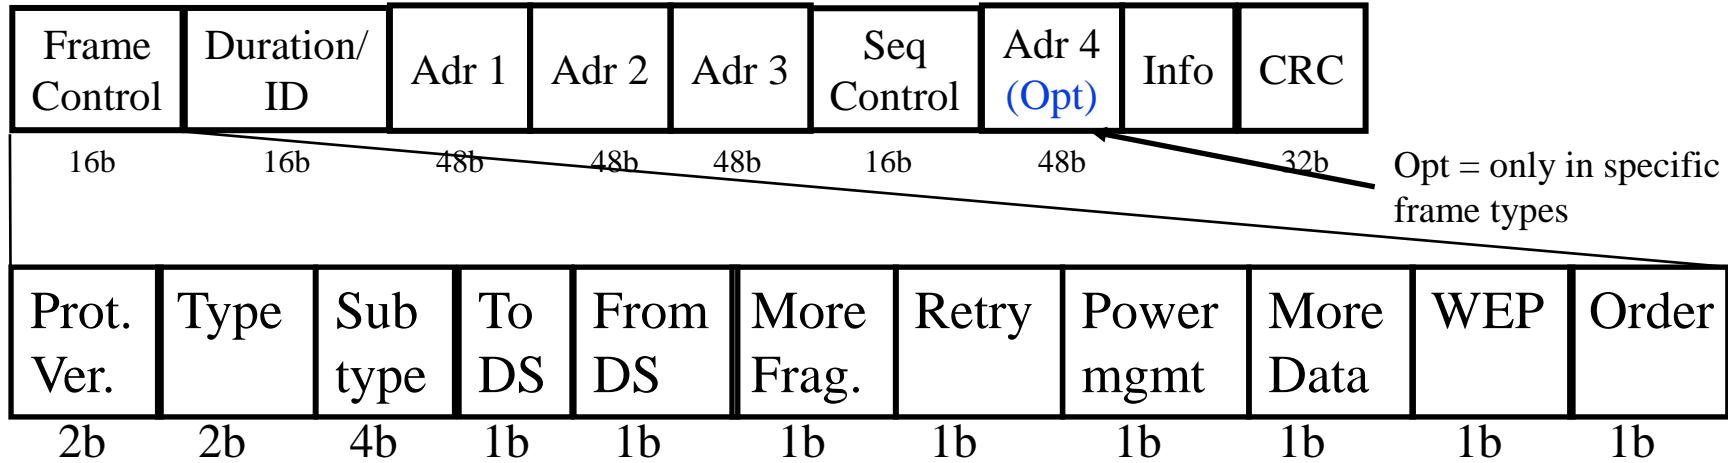 Frame Control Duration/ ID Adr 1 Adr 2 Adr 3 Seq Control Adr 4 (Opt) Info CRC
16b 16b 48b 48b 48b 16b 48b 32b
Opt = only in specific
frame types
Prot. Ver. Type Sub type To DS From DS More Frag. Retry Power mgmt More Data WEP Order
2b 2b 4b 1b 1b 1b 1b 1b 1b 1b 1b